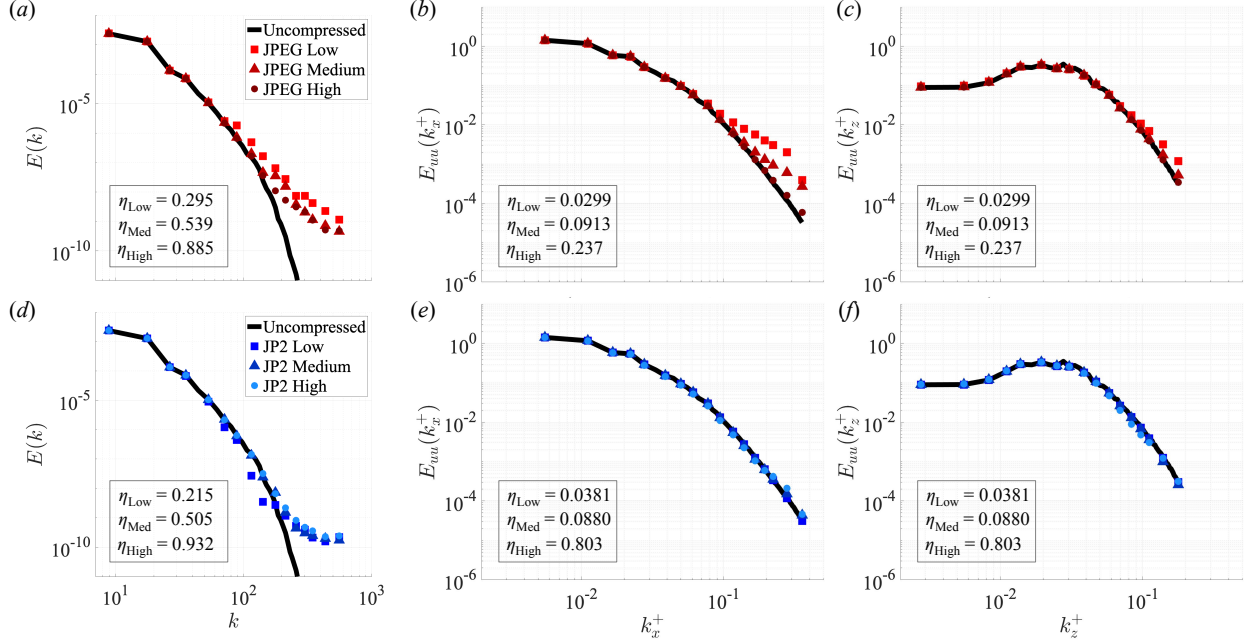 (a)
Uncompressed
JPEG Low
JPEG Medium
JPEG High
10^-5
10^-10
E(k)
η_Low = 0.295
η_Med = 0.539
η_High = 0.885
(b)
10^0
10^-2
10^-4
10^-6
E_uu(k_x^+)
η_Low = 0.0299
η_Med = 0.0913
η_High = 0.237
(c)
10^0
10^-2
10^-4
10^-6
E_uu(k_z^+)
η_Low = 0.0299
η_Med = 0.0913
η_High = 0.237
(d)
Uncompressed
JP2 Low
JP2 Medium
JP2 High
10^-5
10^-10
E(k)
η_Low = 0.215
η_Med = 0.505
η_High = 0.932
10^1 10^2 10^3
k
(e)
10^0
10^-2
10^-4
10^-6
E_uu(k_x^+)
η_Low = 0.0381
η_Med = 0.0880
η_High = 0.803
10^-2 10^-1
k_x^+
(f)
10^0
10^-2
10^-4
10^-6
E_uu(k_z^+)
η_Low = 0.0381
η_Med = 0.0880
η_High = 0.803
10^-2 10^-1
k_z^+